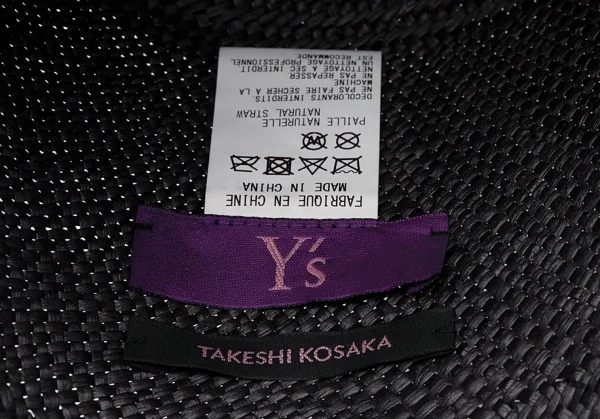 FABRIQUE EN CHINE
MADE IN CHINA
PAILLE NATURELLE
NATURAL STRAW
DECOLORANTS INTERDITS.
NE PAS FAIRE SECHER A LA
MACHINE
NE PAS REPASSER
NETTOYAGE A SEC INTERDIT
UN NETTOYAGE PROFESSIONNEL
EST RECOMMANDE
Y's
TAKESHI KOSAKA